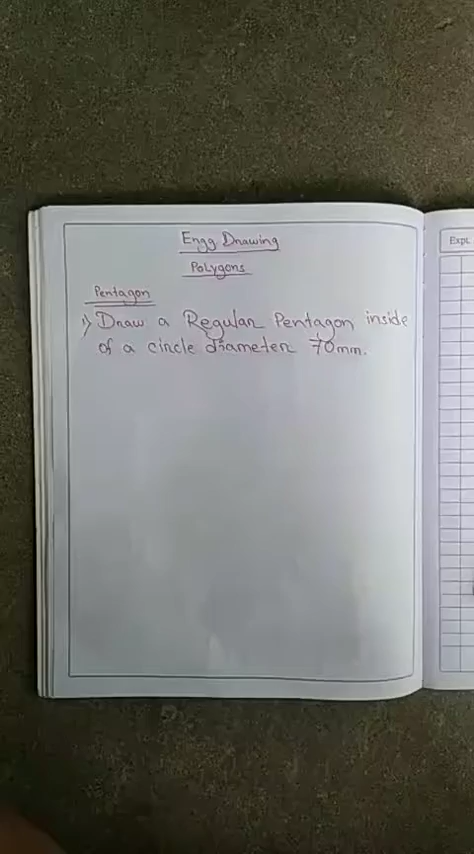 Engg Drawing
Polygons
Pentagon
1) Draw a Regular Pentagon inside
of a circle diameter 70mm.
Expt.